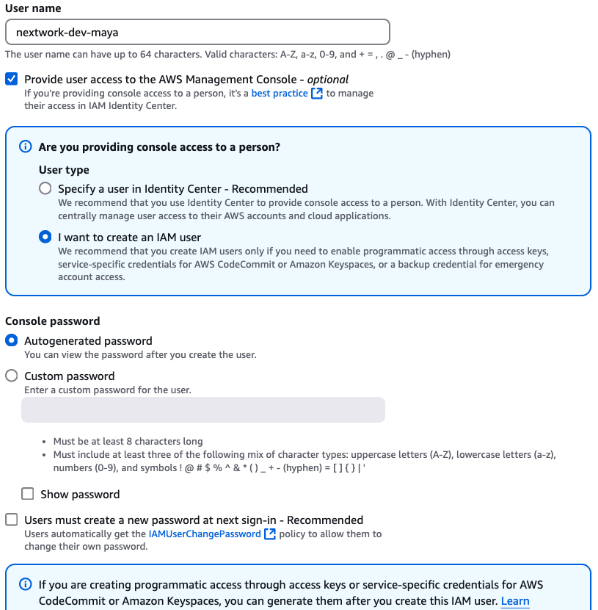 User name
nextwork-dev-maya
The user name can have up to 64 characters. Valid characters: A-Z, a-z, 0-9, and + = , . @ _ - (hyphen)
Provide user access to the AWS Management Console - optional
If you're providing console access to a person, it's a best practice to manage
their access in IAM Identity Center.
Are you providing console access to a person?
User type
Specify a user in Identity Center - Recommended
We recommend that you use Identity Center to provide console access to a person. With Identity Center, you can
centrally manage user access to their AWS accounts and cloud applications.
I want to create an IAM user
We recommend that you create IAM users only if you need to enable programmatic access through access keys,
service-specific credentials for AWS CodeCommit or Amazon Keyspaces, or a backup credential for emergency
account access.
Console password
Autogenerated password
You can view the password after you create the user.
Custom password
Enter a custom password for the user.
• Must be at least 8 characters long
• Must include at least three of the following mix of character types: uppercase letters (A-Z), lowercase letters (a-z),
numbers (0-9), and symbols ! @ # $ % ^ & * ( ) _ + - (hyphen) = [ ] { } | '
Show password
Users must create a new password at next sign-in - Recommended
Users automatically get the IAMUserChangePassword policy to allow them to
change their own password.
If you are creating programmatic access through access keys or service-specific credentials for AWS
CodeCommit or Amazon Keyspaces, you can generate them after you create this IAM user. Learn